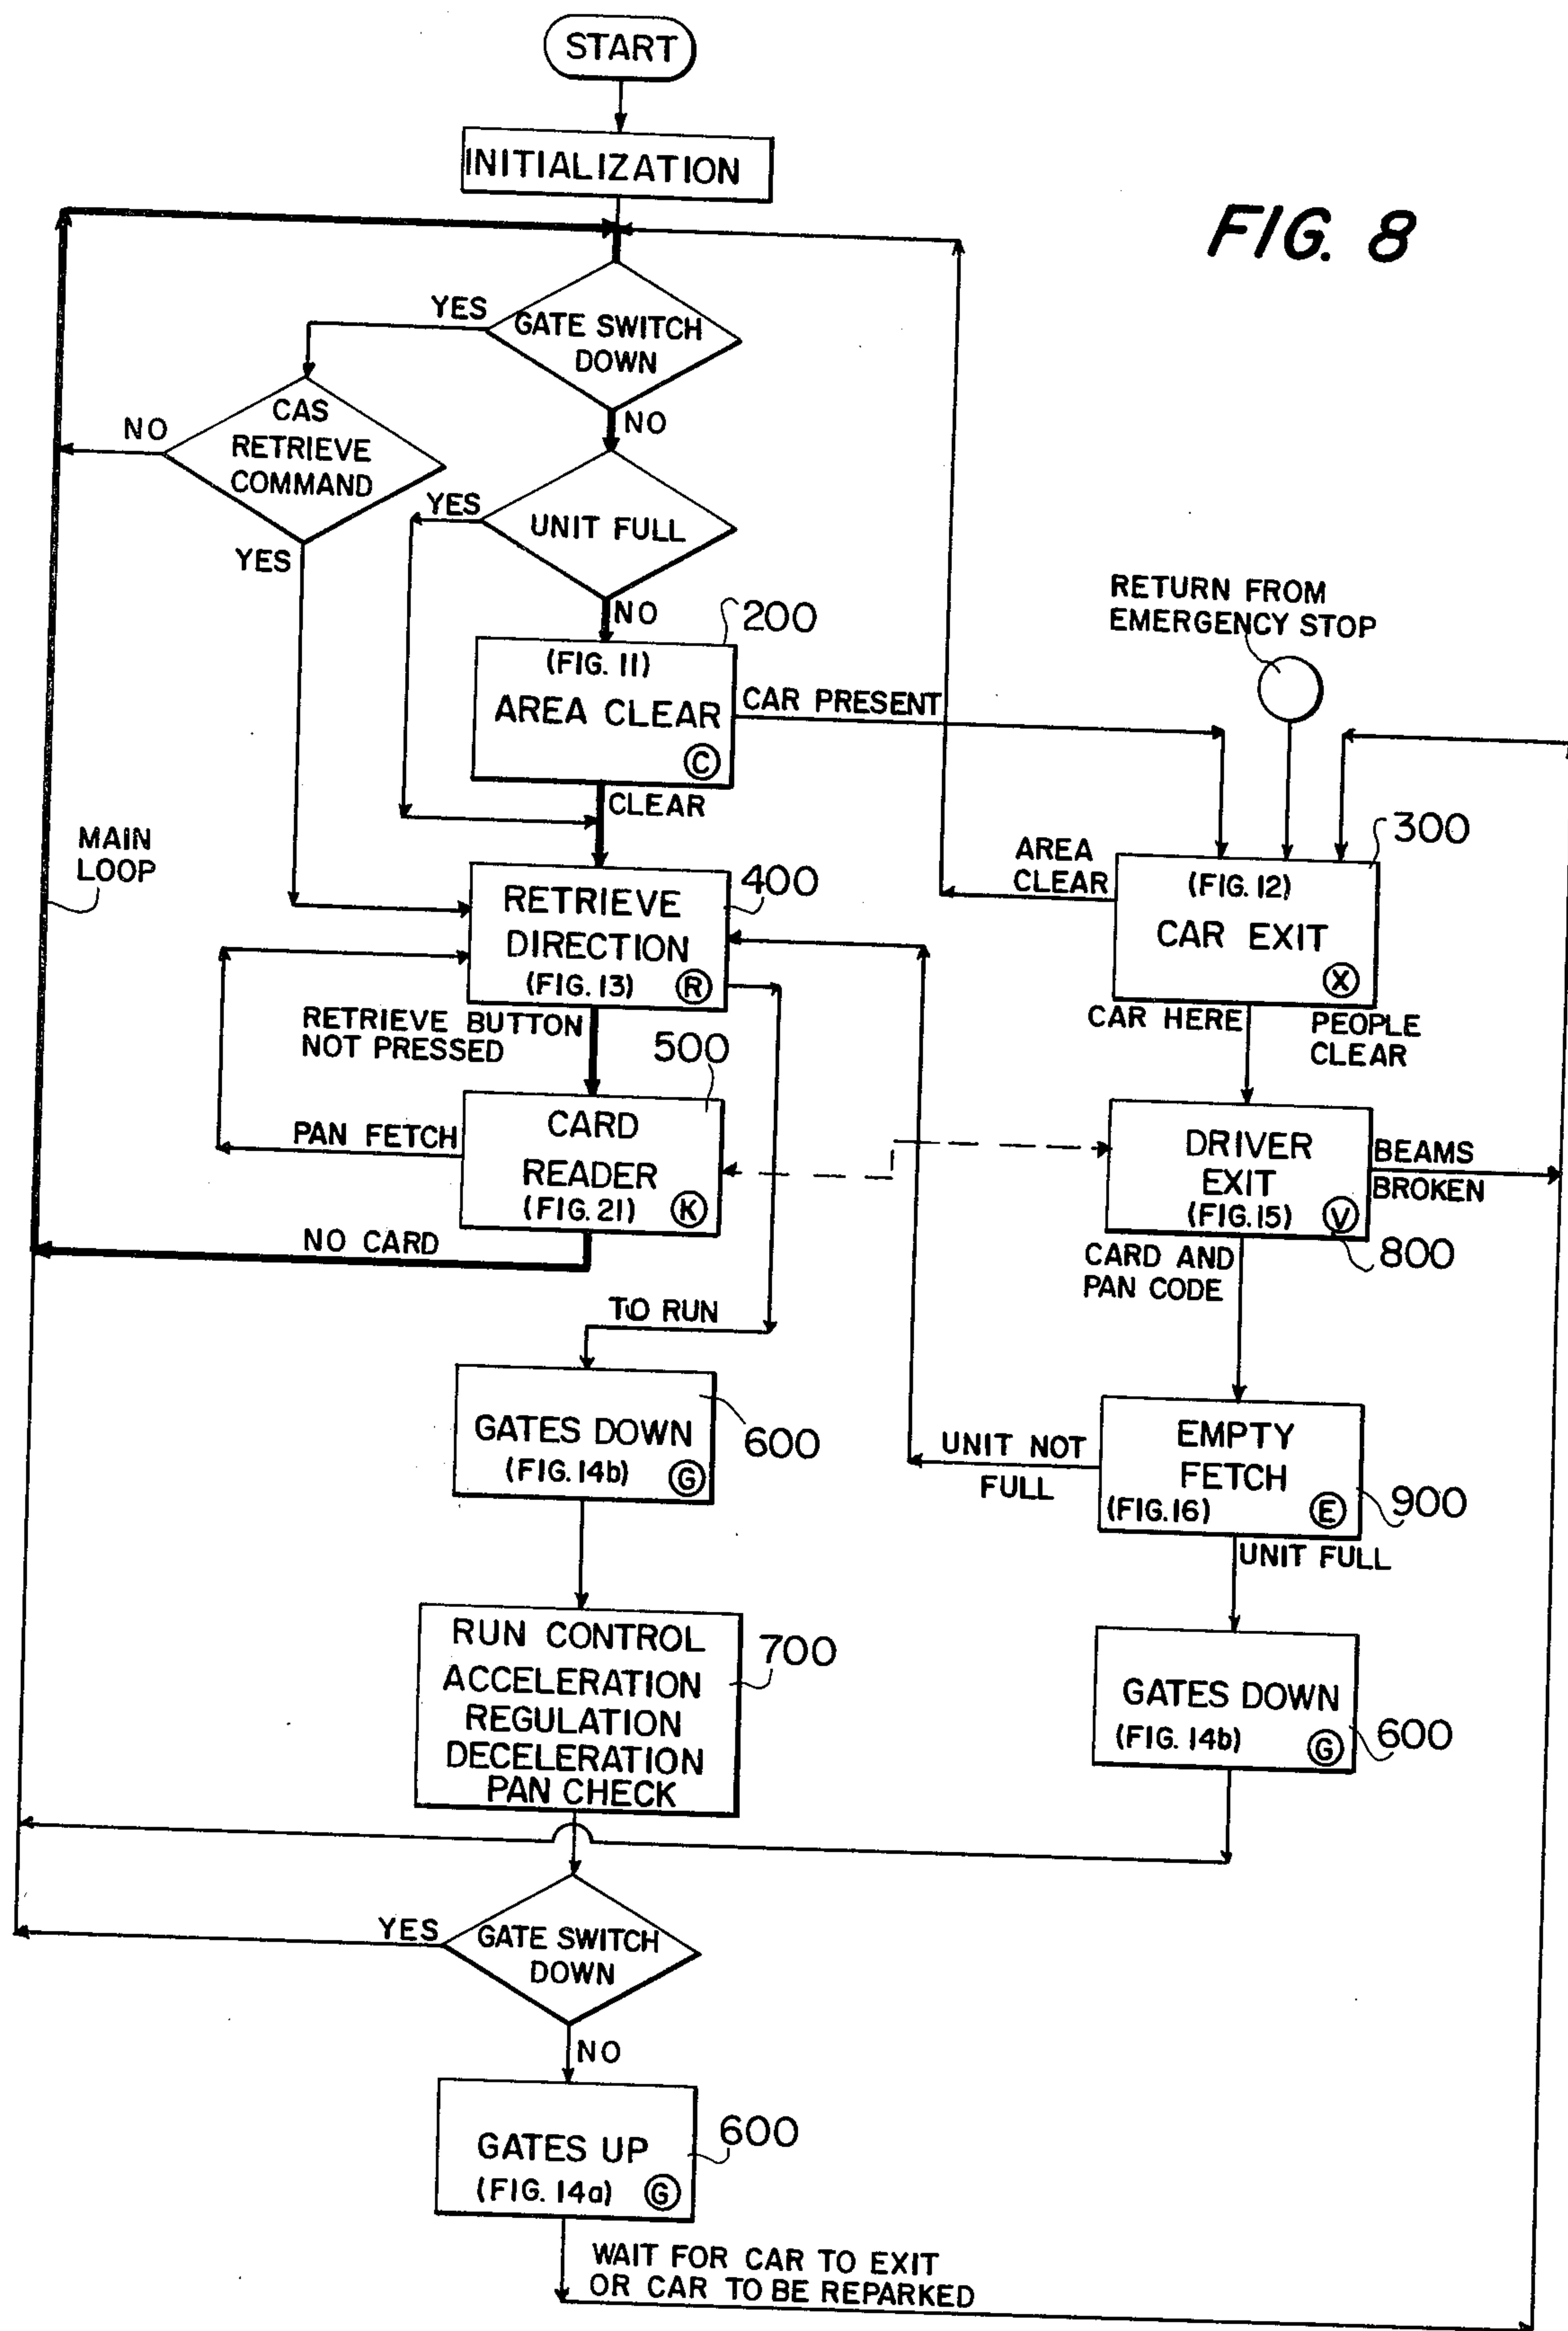 START
INITIALIZATION
FIG. 8
YES
GATE SWITCH
DOWN
NO
CAS
RETRIEVE
COMMAND
NO
YES
YES
UNIT FULL
NO
200
(FIG. 11)
AREA CLEAR
C
CAR PRESENT
CLEAR
RETURN FROM
EMERGENCY STOP
MAIN
LOOP
300
AREA
CLEAR
(FIG. 12)
CAR EXIT
X
400
RETRIEVE
DIRECTION
(FIG. 13) R
CAR HERE
PEOPLE
CLEAR
RETRIEVE BUTTON
NOT PRESSED
500
CARD
READER
(FIG. 21) K
PAN FETCH
NO CARD
DRIVER
EXIT
(FIG. 15) V
BEAMS
BROKEN
800
CARD AND
PAN CODE
TO RUN
GATES DOWN
(FIG. 14b) G
600
UNIT NOT
FULL
EMPTY
FETCH
(FIG. 16) E
900
UNIT FULL
RUN CONTROL
ACCELERATION
REGULATION
DECELERATION
PAN CHECK
700
GATES DOWN
(FIG. 14b) G
600
YES
GATE SWITCH
DOWN
NO
GATES UP
(FIG. 14a) G
600
WAIT FOR CAR TO EXIT
OR CAR TO BE REPARKED